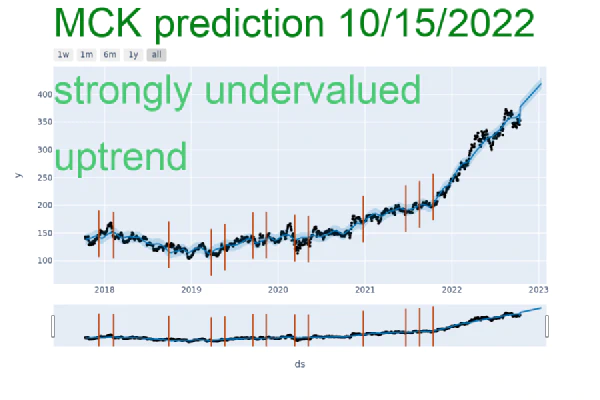 MCK prediction 10/15/2022
1w 1m 6m 1y all
strongly undervalued
uptrend
400
350
300
250
200
150
100
y
2018 2019 2020 2021 2022 2023
ds